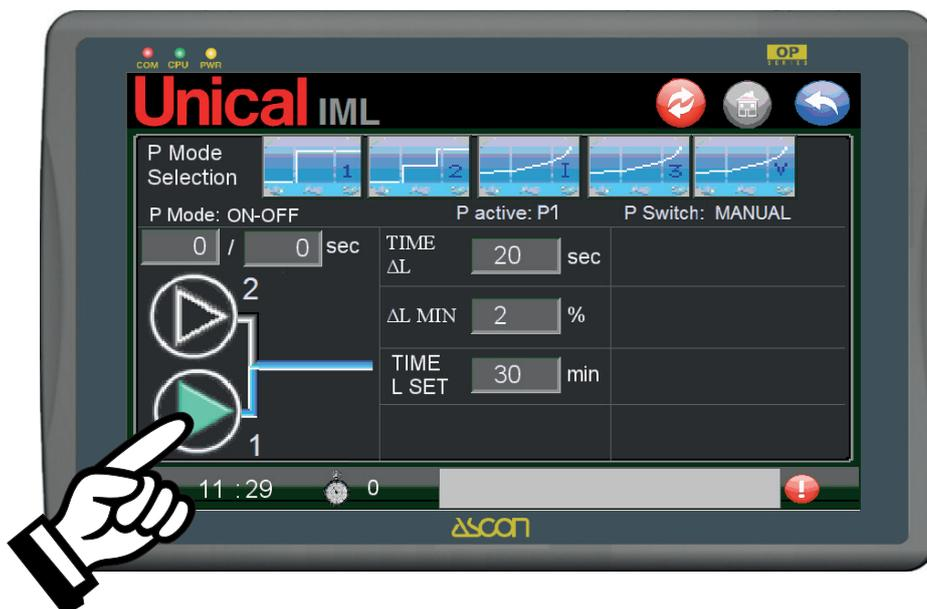 COM CPU PWR
OP
SERIES
Unical IML
P Mode
Selection
1 2 I 3 V
P Mode: ON-OFF P active: P1 P Switch: MANUAL
0 / 0 sec
TIME
ΔL 20 sec
2
ΔL MIN 2 %
TIME
L SET 30 min
1
11 : 29 0
!
ascon